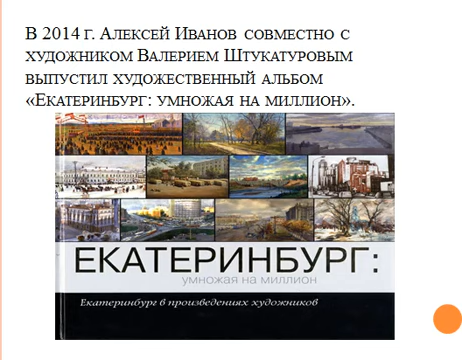 В 2014 г. Алексей Иванов совместно с
художником Валерием Штукатуровым
выпустил художественный альбом
«Екатеринбург: умножая на миллион».
ЕКАТЕРИНБУРГ:
умножая на миллион
Екатеринбург в произведениях художников